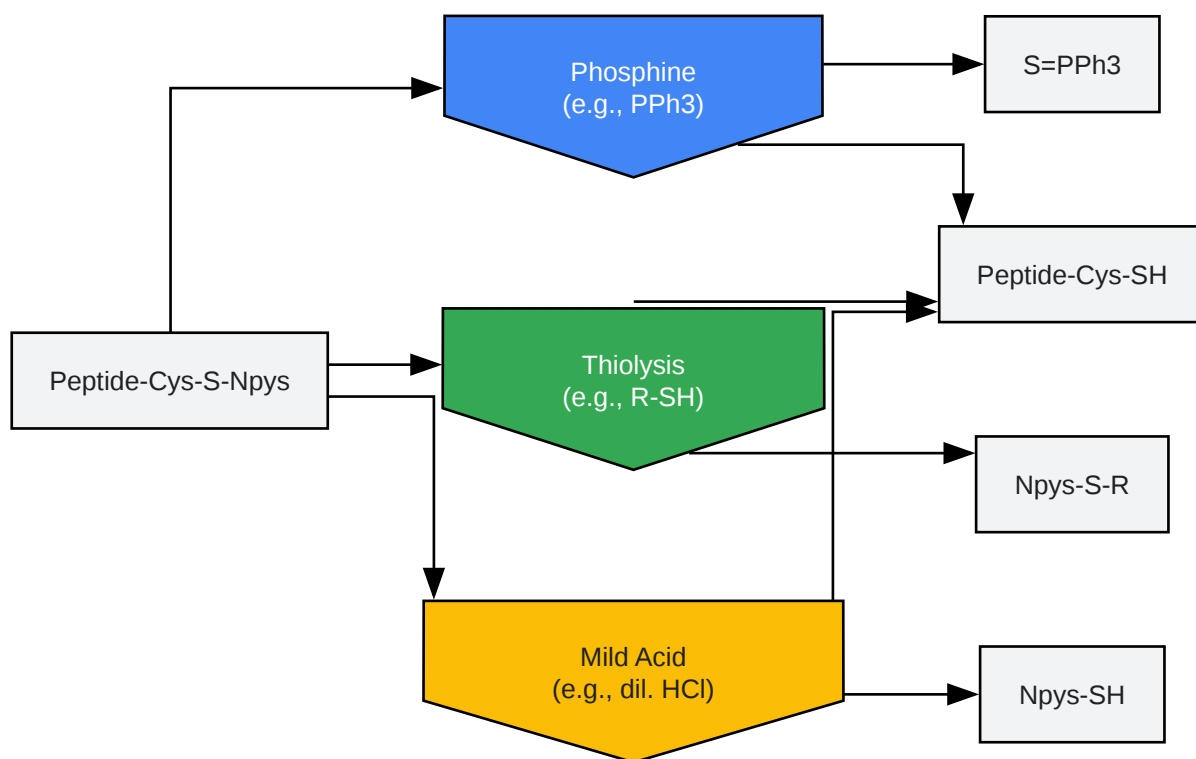 Phosphine
(e.g., PPh3)
S=PPh3
Peptide-Cys-SH
Peptide-Cys-S-Npys
Thiolysis
(e.g., R-SH)
Npys-S-R
Mild Acid
(e.g., dil. HCl)
Npys-SH